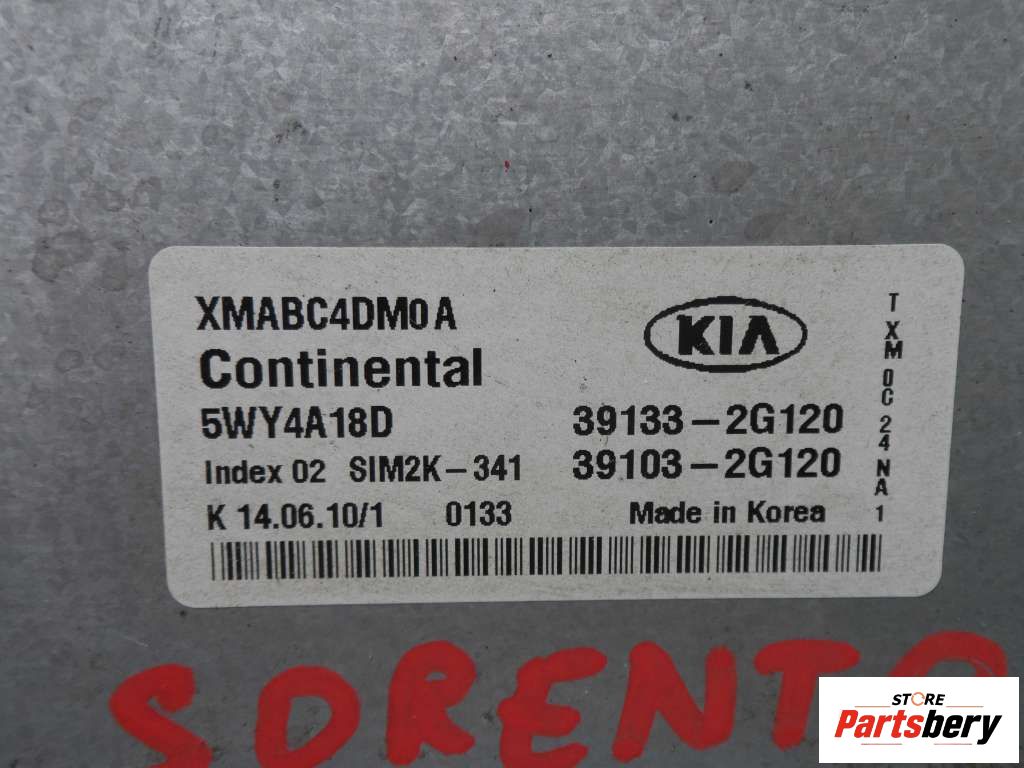 XMABC4DM0 A
KIA
Continental
5WY4A18D 39133-2G120
Index 02 SIM2K-341 39103-2G120
K 14.06.10/1 0133 Made in Korea
TXM0C24NA1
SORENTO
STORE
Partsbery